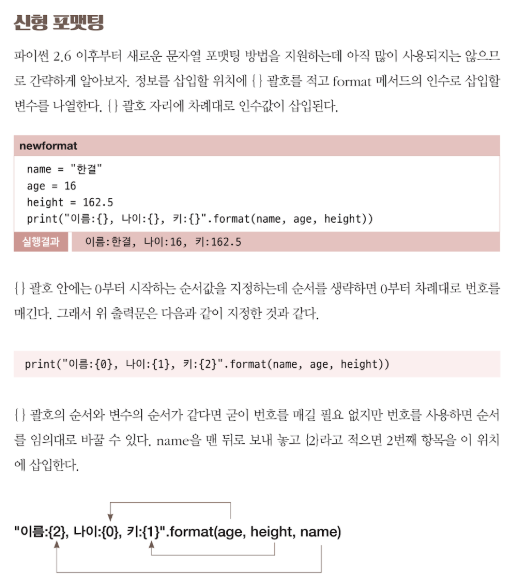 신형 포맷팅
파이썬 2.6 이후부터 새로운 문자열 포맷팅 방법을 지원하는데 아직 많이 사용되지는 않으므
로 간략하게 알아보자. 정보를 삽입할 위치에 {} 괄호를 적고 format 메서드의 인수로 삽입할
변수를 나열한다. {} 괄호 자리에 차례대로 인수값이 삽입된다.
newformat
name = "한결"
age = 16
height = 162.5
print("이름:{}, 나이:{}, 키:{}".format(name, age, height))
실행결과 이름:한결, 나이:16, 키:162.5
{} 괄호 안에는 0부터 시작하는 순서값을 지정하는데 순서를 생략하면 0부터 차례대로 번호를
매긴다. 그래서 위 출력문은 다음과 같이 지정한 것과 같다.
print("이름:{0}, 나이:{1}, 키:{2}".format(name, age, height))
{} 괄호의 순서와 변수의 순서가 같다면 굳이 번호를 매길 필요 없지만 번호를 사용하면 순서
를 임의대로 바꿀 수 있다. name을 맨 뒤로 보내 놓고 {2}라고 적으면 2번째 항목을 이 위치
에 삽입한다.
"이름:{2}, 나이:{0}, 키:{1}".format(age, height, name)